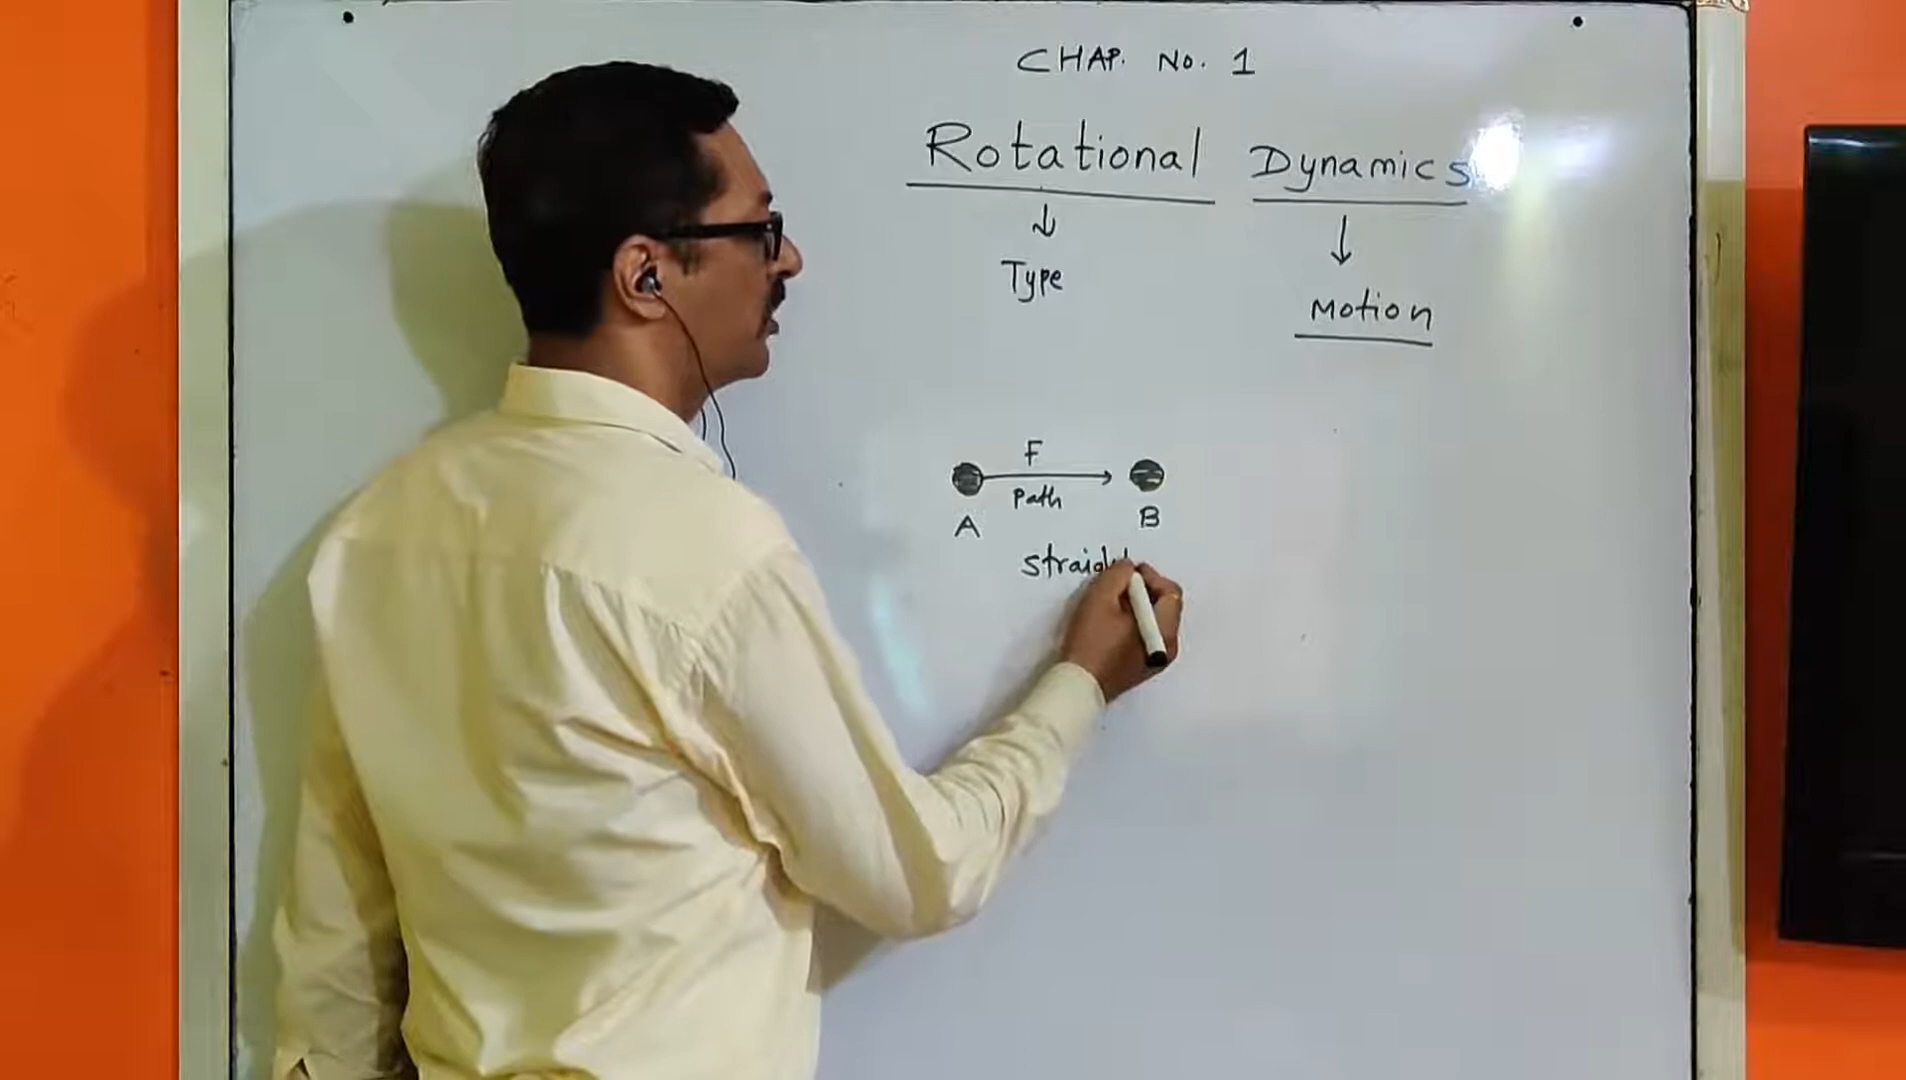 CHAP. No. 1
Rotational Dynamics
Type
Motion
F
Path
A B
straight